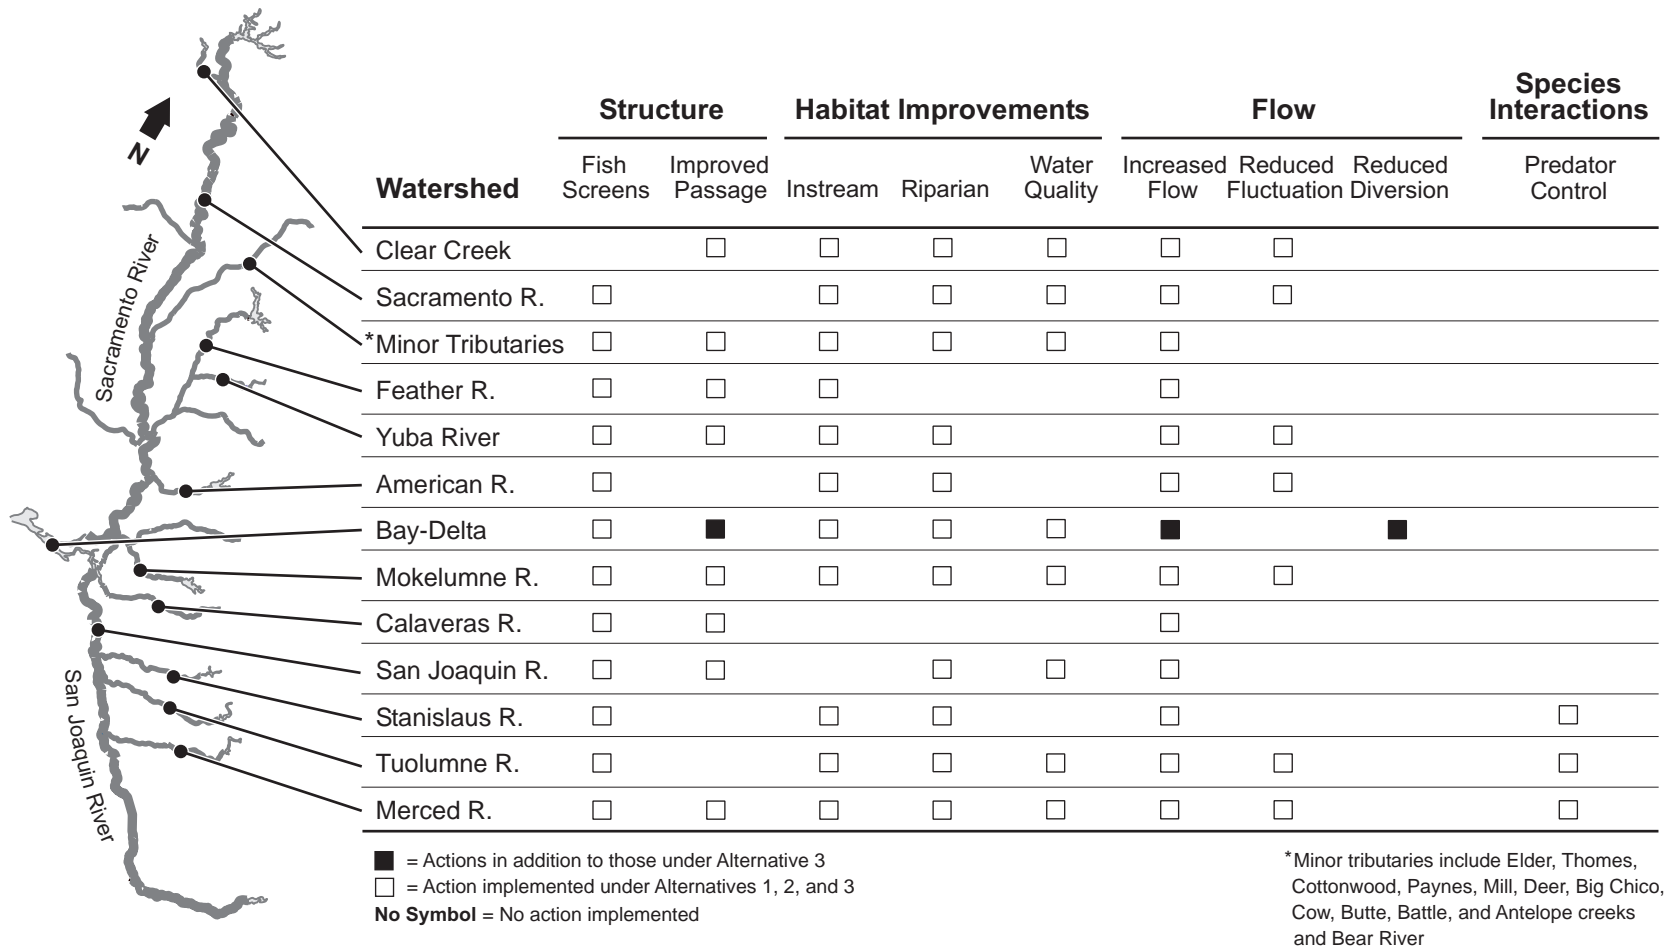 N
Sacramento River
San Joaquin River
Structure
Habitat Improvements
Flow
Species
Interactions
Watershed
Fish
Screens
Improved
Passage
Instream
Riparian
Water
Quality
Increased
Flow
Reduced
Fluctuation
Reduced
Diversion
Predator
Control
Clear Creek
Sacramento R.
*Minor Tributaries
Feather R.
Yuba River
American R.
Bay-Delta
Mokelumne R.
Calaveras R.
San Joaquin R.
Stanislaus R.
Tuolumne R.
Merced R.
= Actions in addition to those under Alternative 3
= Action implemented under Alternatives 1, 2, and 3
No Symbol = No action implemented
*Minor tributaries include Elder, Thomes,
Cottonwood, Paynes, Mill, Deer, Big Chico,
Cow, Butte, Battle, and Antelope creeks
and Bear River